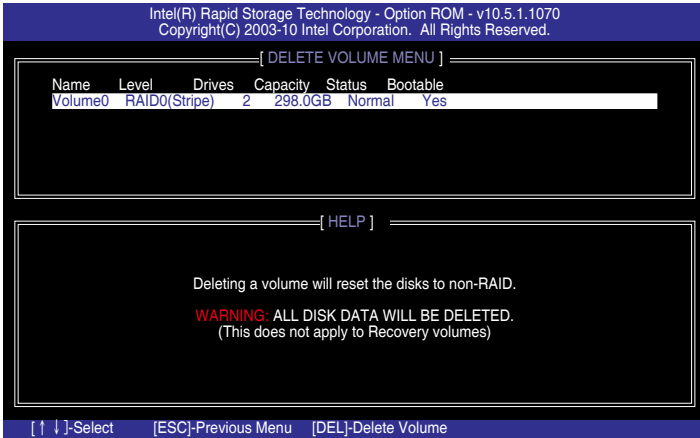 Intel(R) Rapid Storage Technology - Option ROM - v10.5.1.1070
Copyright(C) 2003-10 Intel Corporation. All Rights Reserved.
[ DELETE VOLUME MENU ]
Name Level Drives Capacity Status Bootable
Volume0 RAID0(Stripe) 2 298.0GB Normal Yes
[ HELP ]
Deleting a volume will reset the disks to non-RAID.
WARNING: ALL DISK DATA WILL BE DELETED.
(This does not apply to Recovery volumes)
[↑↓]-Select [ESC]-Previous Menu [DEL]-Delete Volume